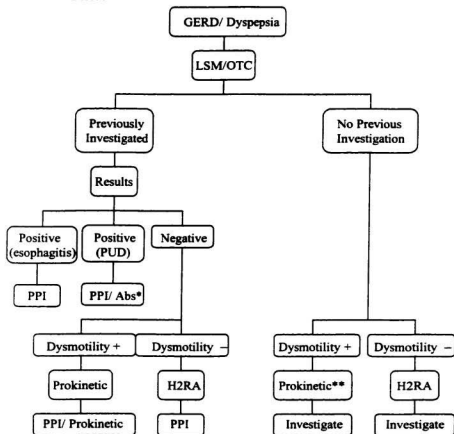 GERD/ Dyspepsia
LSM/OTC
Previously
Investigated
No Previous
Investigation
Results
Positive
(esophagitis)
Positive
(PUD)
Negative
PPI
PPI/ Abs*
Dysmotility +
Dysmotility –
Dysmotility +
Dysmotility –
Prokinetic
H2RA
Prokinetic**
H2RA
PPI/ Prokinetic
PPI
Investigate
Investigate